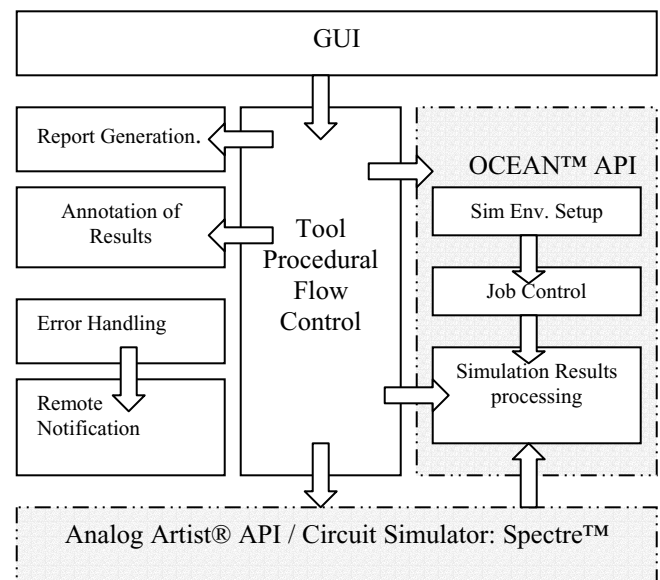 GUI
Report Generation.
Annotation of
Results
Error Handling
Remote
Notification
Tool
Procedural
Flow
Control
OCEAN™ API
Sim Env. Setup
Job Control
Simulation Results
processing
Analog Artist® API / Circuit Simulator: Spectre™